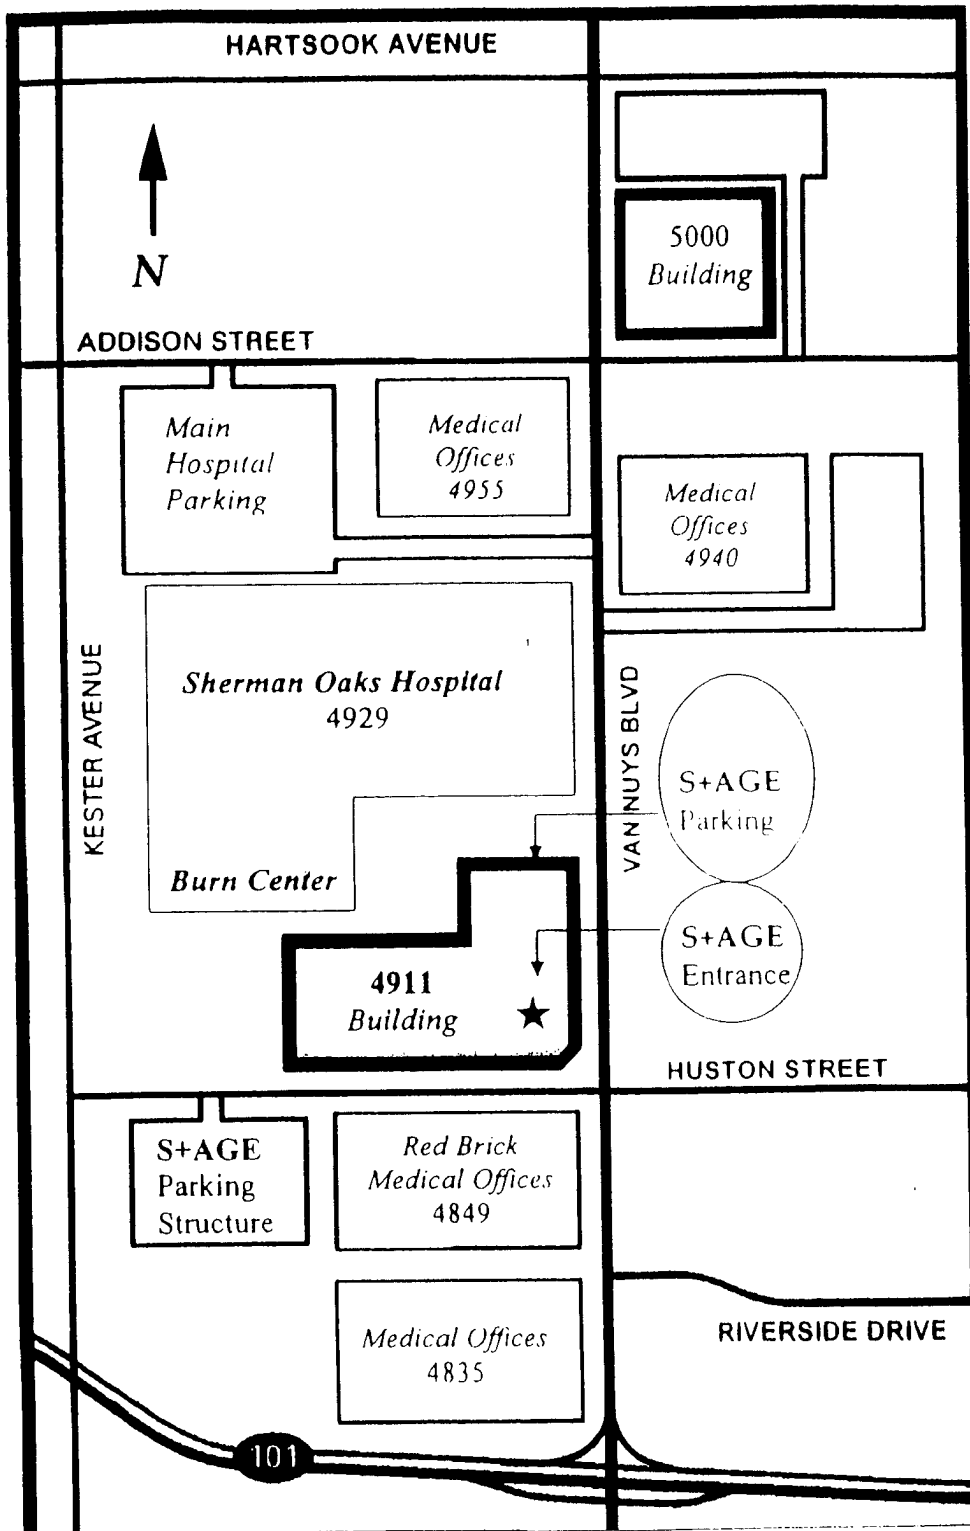 HARTSOOK AVENUE
N
5000
Building
ADDISON STREET
Main
Hospital
Parking
Medical
Offices
4955
Medical
Offices
4940
Sherman Oaks Hospital
4929
KESTER AVENUE
VAN NUYS BLVD
S+AGE
Parking
Burn Center
S+AGE
Entrance
4911
Building
HUSTON STREET
S+AGE
Parking
Structure
Red Brick
Medical Offices
4849
RIVERSIDE DRIVE
Medical Offices
4835
101